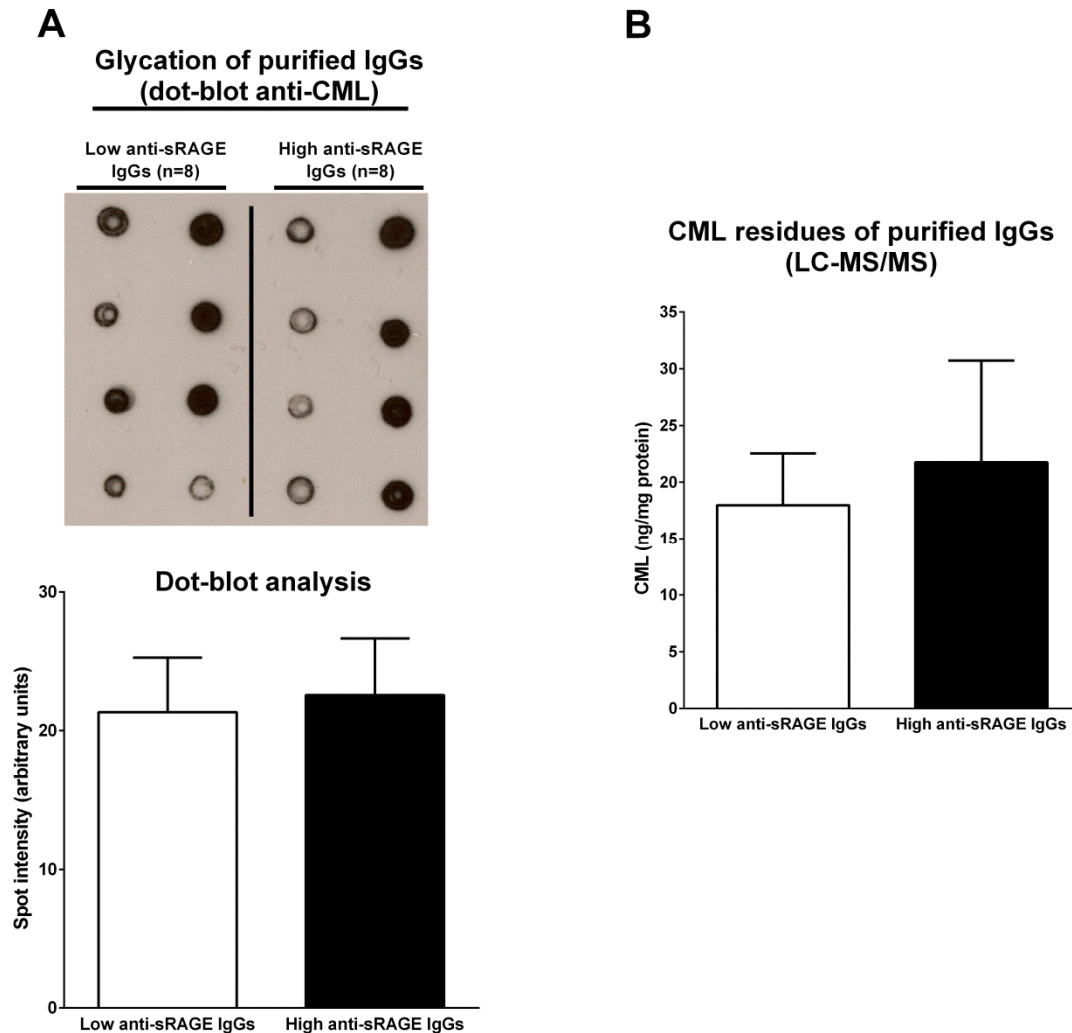 A
Glycation of purified IgGs
(dot-blot anti-CML)
Low anti-sRAGE
IgGs (n=8)
High anti-sRAGE
IgGs (n=8)
Dot-blot analysis
Spot intensity (arbitrary units)
30
20
10
0
Low anti-sRAGE IgGs
High anti-sRAGE IgGs
B
CML residues of purified IgGs
(LC-MS/MS)
CML (ng/mg protein)
35
30
25
20
15
10
5
0
Low anti-sRAGE IgGs
High anti-sRAGE IgGs